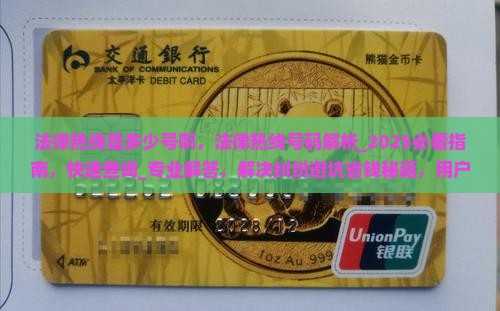 交通銀行
BANK OF COMMUNICATIONS
太平洋卡 DEBIT CARD
熊猫金币卡
法律热线是多少号啊，法律热线号码解析_2026必看指
南，快速查询_专业解答，解决纠纷避坑省钱秘籍，用户
有效期限 2028/12
ATM
1oz Au .999
UnionPay
银联